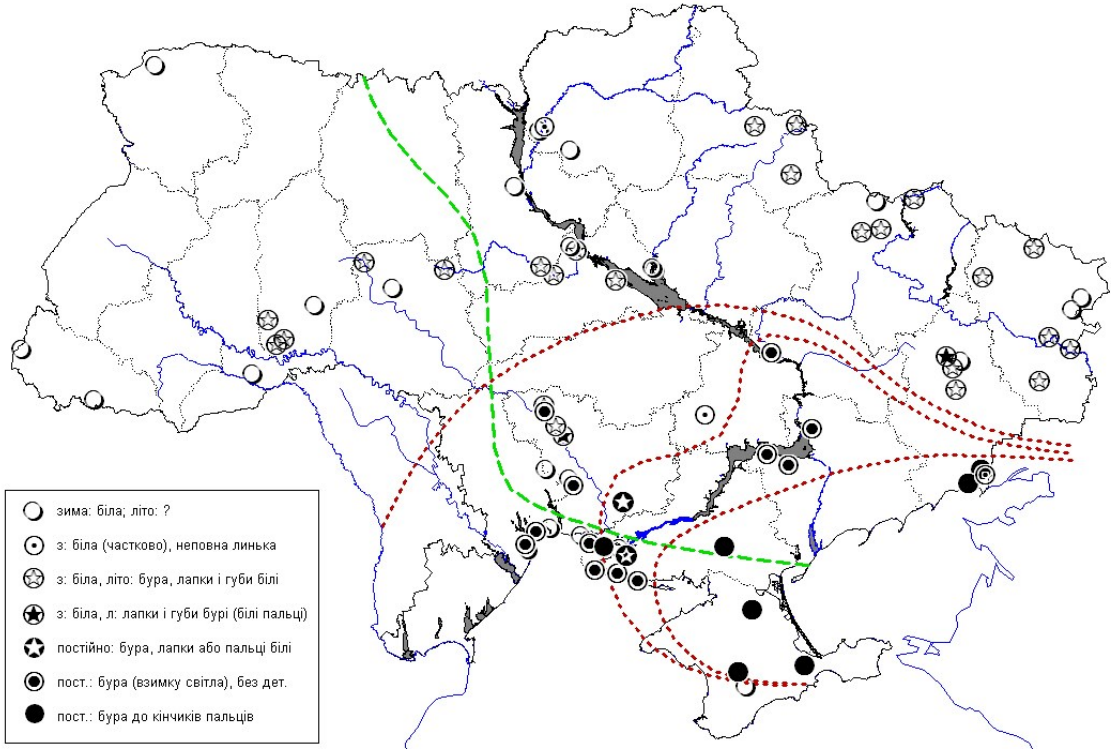 зима: біла; літо: ?
з: біла (частково), неповна линька
з: біла, літо: бура, лапки і губи білі
з: біла, л: лапки і губи бурі (білі пальці)
постійно: бура, лапки або пальці білі
пост.: бура (взимку світла), без дет.
пост.: бура до кінчиків пальців